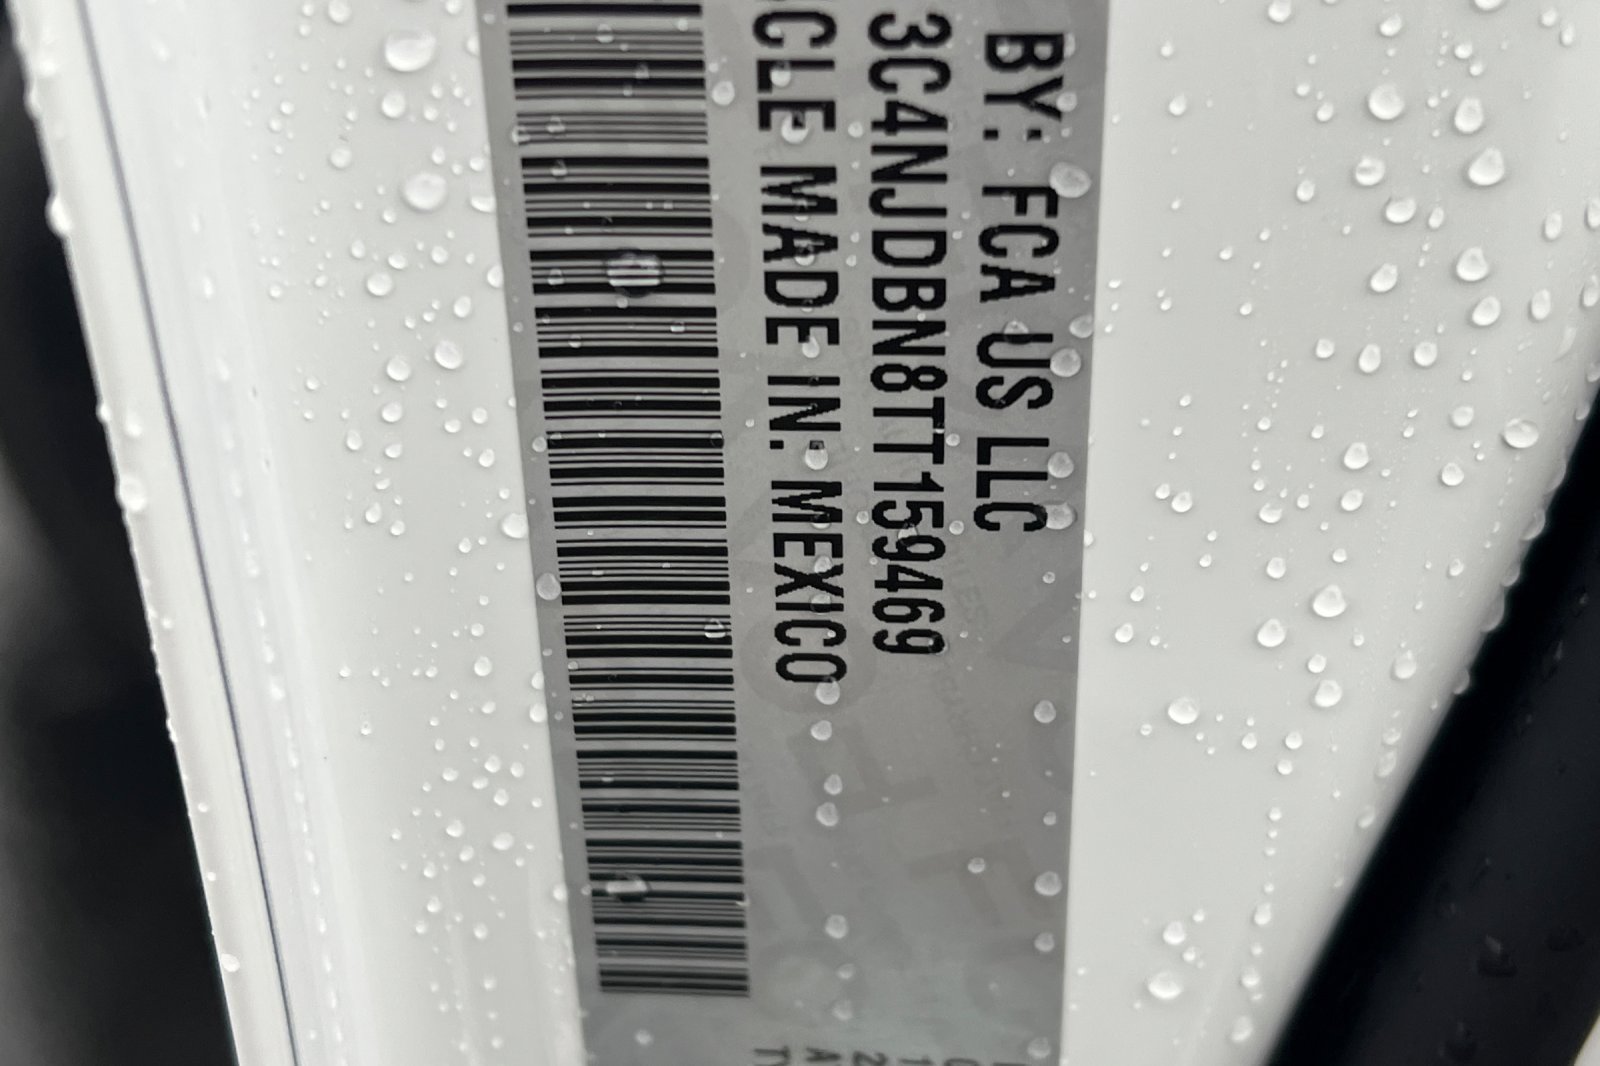 BY: FCA US LLC
3C4NJDBN8TT159469
CLE MADE IN: MEXICO